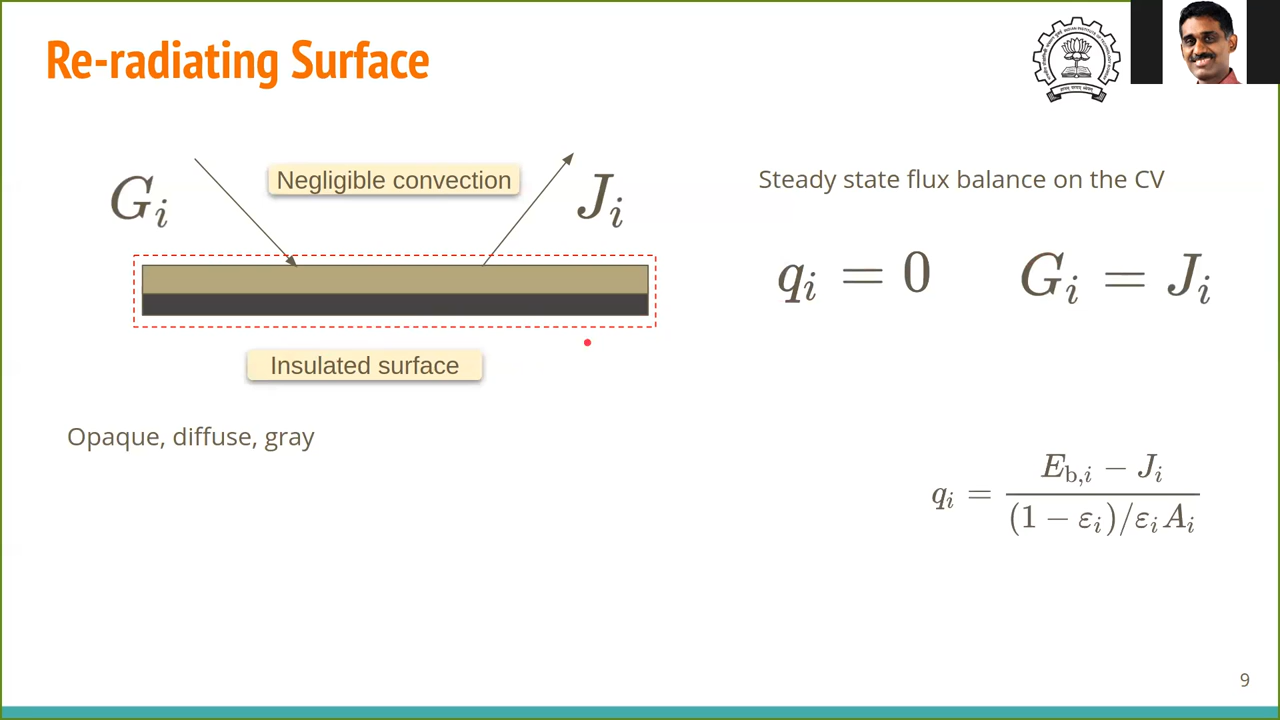 Re-radiating Surface
G_i
Negligible convection
J_i
Insulated surface
Opaque, diffuse, gray
Steady state flux balance on the CV
q_i = 0
G_i = J_i
q_i = (E_{b,i} − J_i) / ((1 − ε_i)/ε_i A_i)
9